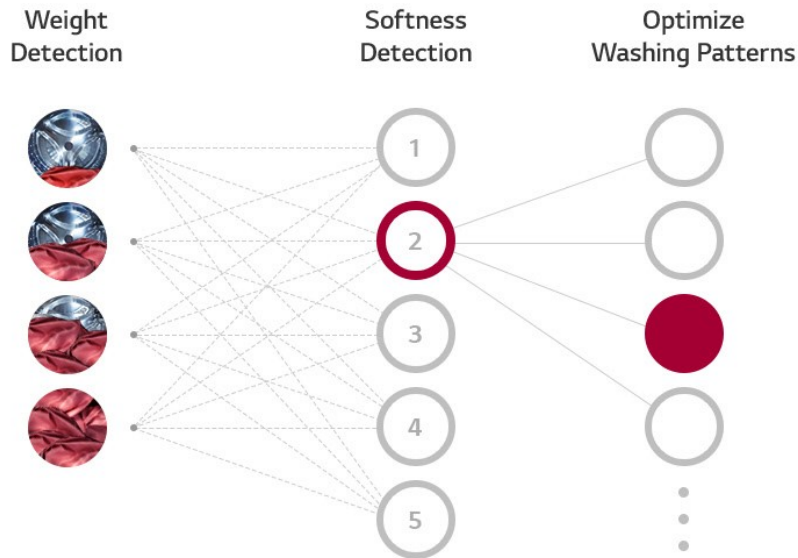 Weight
Detection
Softness
Detection
Optimize
Washing Patterns
1
2
3
4
5